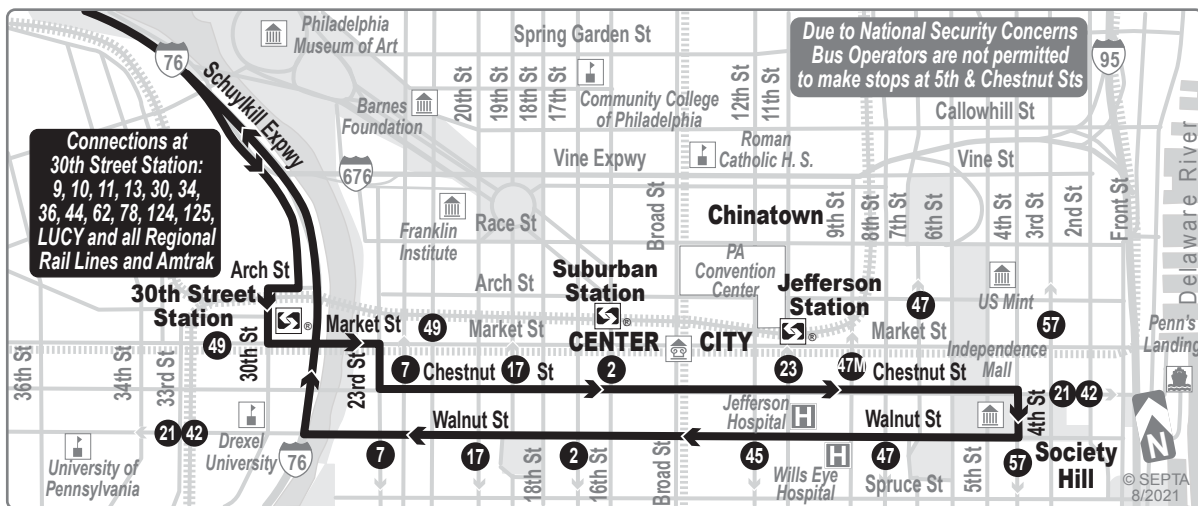 76
Philadelphia
Museum of Art
Spring Garden St
Due to National Security Concerns
Bus Operators are not permitted
to make stops at 5th & Chestnut Sts
95
Schuylkill Expwy
Barnes
Foundation
20th St
19th St
18th St
17th St
Community College
of Philadelphia
12th St
11th St
Callowhill St
Connections at
30th Street Station:
9, 10, 11, 13, 30, 34,
36, 44, 62, 78, 124, 125,
LUCY and all Regional
Rail Lines and Amtrak
676
Vine Expwy
Roman
Catholic H. S.
Vine St
Franklin
Institute
Race St
Broad St
Chinatown
9th St
8th St
7th St
6th St
4th St
3rd St
2nd St
Front St
Delaware River
Arch St
30th Street
Station
®
Arch St
Suburban
Station
®
PA
Convention
Center
Jefferson
Station
®
US Mint
47
57
Penn's
Landing
49
30th St
Market St
49
Market St
CENTER
CITY
Market St
Independence
Mall
36th St
34th St
33rd St
23rd St
7
Chestnut
17
St
2
23
47M
Chestnut St
4th St
21
42
Walnut St
Jefferson
Hospital
H
Walnut St
21
42
Drexel
University
76
University of
Pennsylvania
7
17
18th St
2
16th St
Broad St
45
Wills Eye
Hospital
H
47
Spruce St
5th St
57
Society
Hill
N
© SEPTA
8/2021